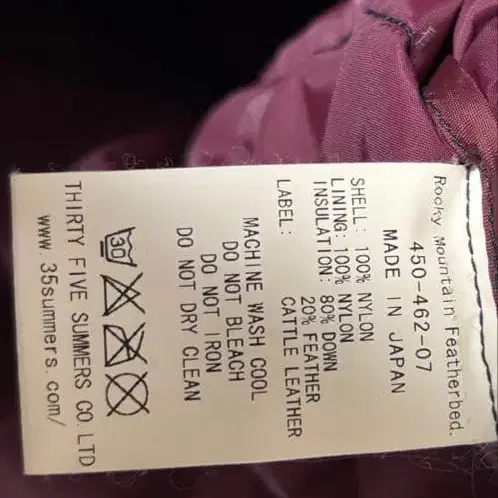 Rocky Mountain Featherbed.
450-462-07
MADE IN JAPAN
SHELL: 100% NYLON
LINING: 100% NYLON
INSULATION: 80% DOWN
20% FEATHER
LABEL: CATTLE LEATHER
MACHINE WASH COOL
DO NOT BLEACH
DO NOT IRON
DO NOT DRY CLEAN
30
THIRTY FIVE SUMMERS CO. LTD
www.35summers.com/